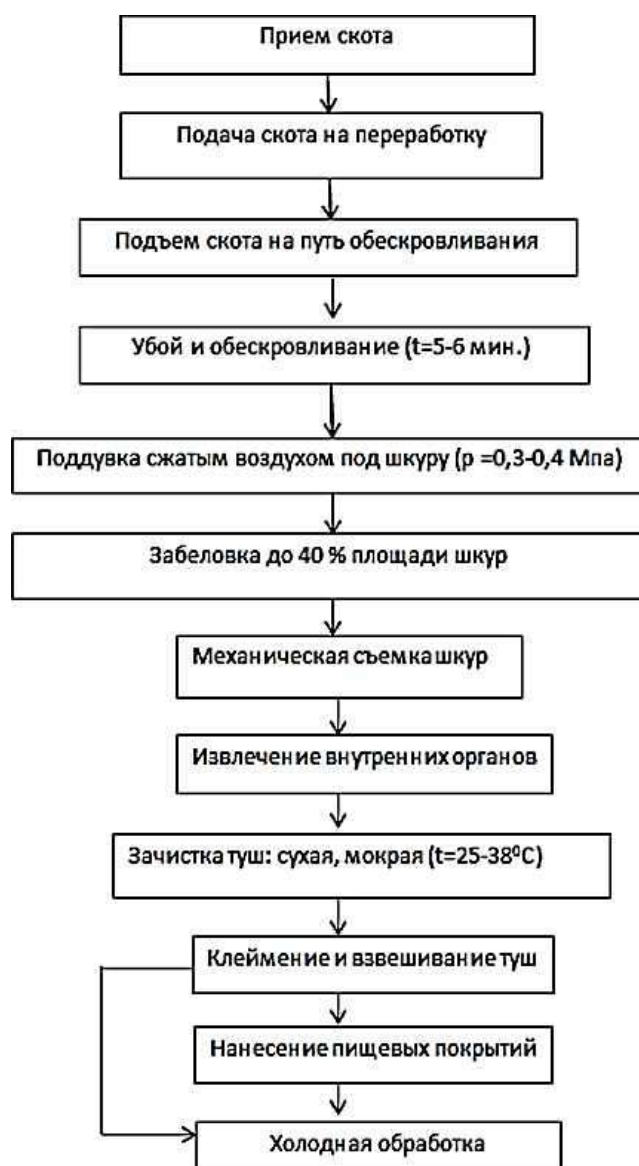 Прием скота
Подача скота на переработку
Подъем скота на путь обескровливания
Убой и обескровливание (t=5-6 мин.)
Поддувка сжатым воздухом под шкуру (р =0,3-0,4 Мпа)
Забеловка до 40 % площади шкур
Механическая съемка шкур
Извлечение внутренних органов
Зачистка туш: сухая, мокрая (t=25-38⁰С)
Клеймение и взвешивание туш
Нанесение пищевых покрытий
Холодная обработка